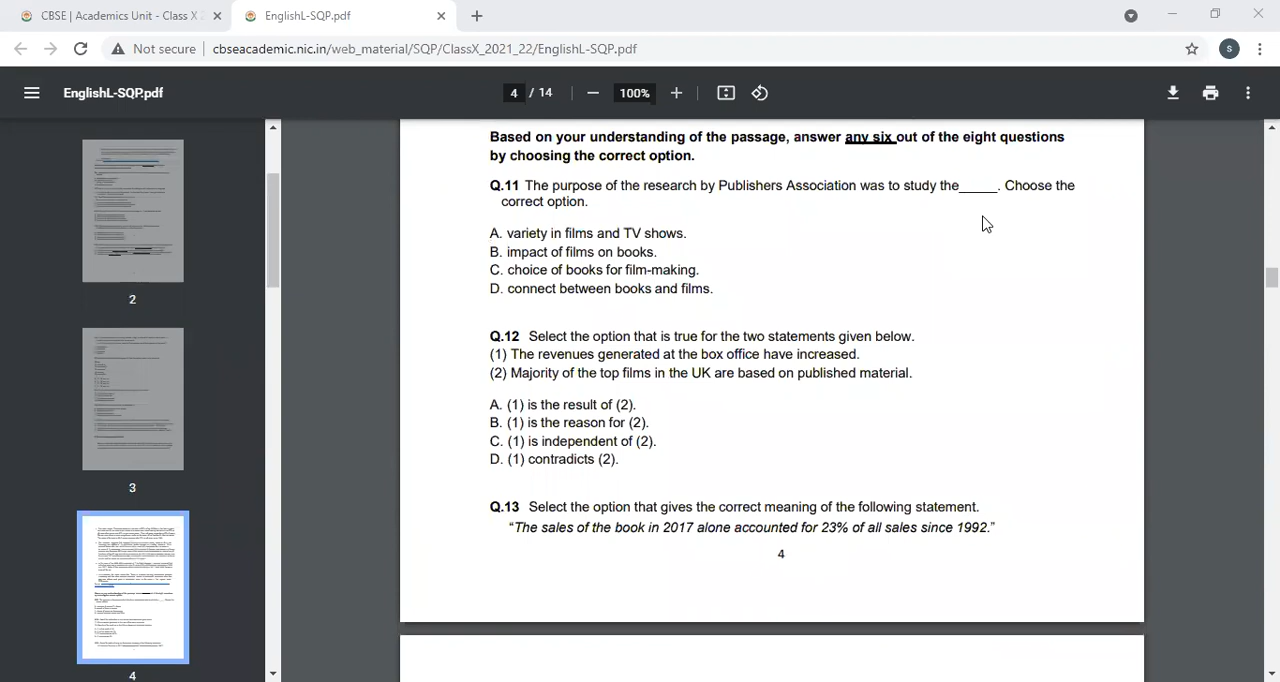 CBSE | Academics Unit - Class X 2
EnglishL-SQP.pdf
Not secure
cbseacademic.nic.in/web_material/SQP/ClassX_2021_22/EnglishL-SQP.pdf
S
EnglishL-SQP.pdf
4 / 14
100%
2
3
4
Based on your understanding of the passage, answer any six out of the eight questions
by choosing the correct option.
Q.11 The purpose of the research by Publishers Association was to study the_____. Choose the
correct option.
A. variety in films and TV shows.
B. impact of films on books.
C. choice of books for film-making.
D. connect between books and films.
Q.12 Select the option that is true for the two statements given below.
(1) The revenues generated at the box office have increased.
(2) Majority of the top films in the UK are based on published material.
A. (1) is the result of (2).
B. (1) is the reason for (2).
C. (1) is independent of (2).
D. (1) contradicts (2).
Q.13 Select the option that gives the correct meaning of the following statement.
“The sales of the book in 2017 alone accounted for 23% of all sales since 1992.”
4